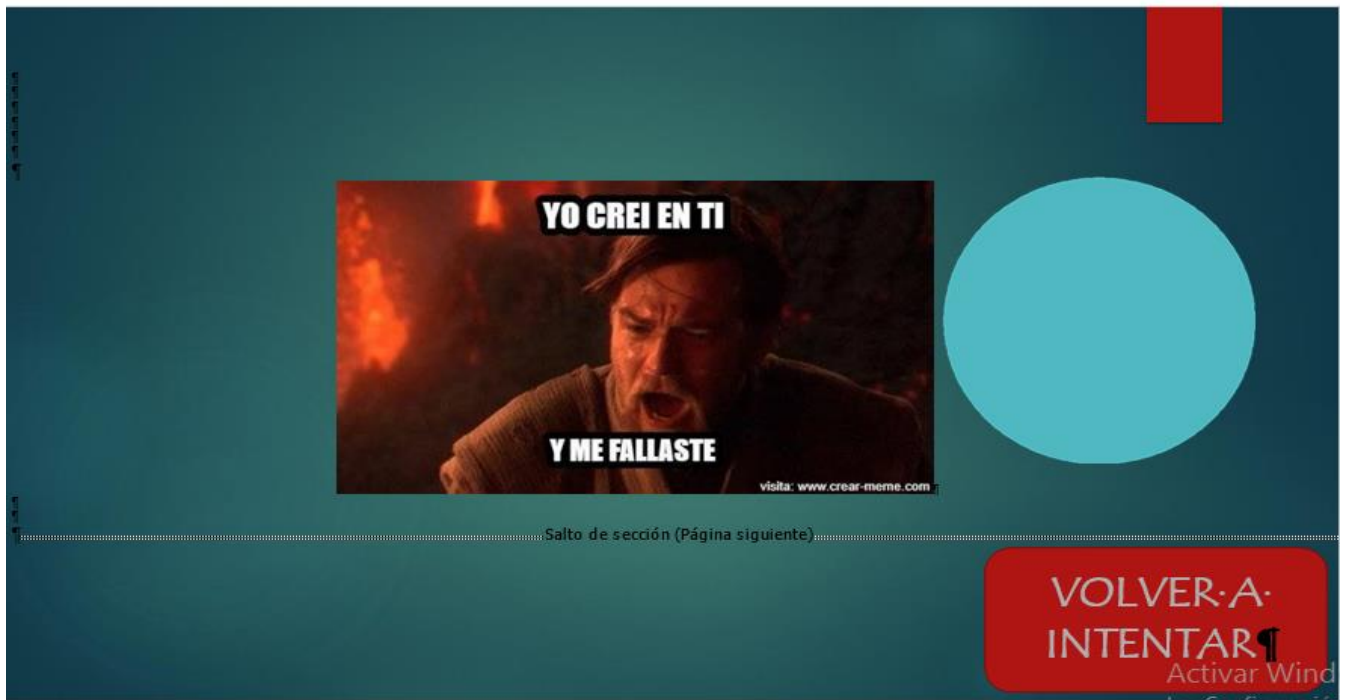 YO CREI EN TI
Y ME FALLASTE
visita: www.crear-meme.com
Salto de sección (Página siguiente)
VOLVER·A·
INTENTAR¶
Activar Wind